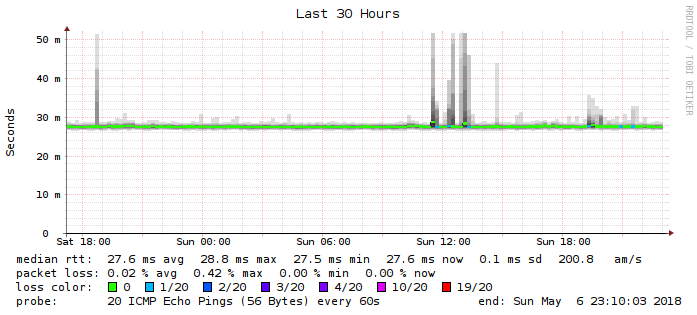 Last 30 Hours
RRDTOOL / TOBI OETIKER
Seconds
50 m
40 m
30 m
20 m
10 m
0
Sat 18:00 Sun 00:00 Sun 06:00 Sun 12:00 Sun 18:00
median rtt: 27.6 ms avg 28.8 ms max 27.5 ms min 27.6 ms now 0.1 ms sd 200.8 am/s
packet loss: 0.02 % avg 0.42 % max 0.00 % min 0.00 % now
loss color: 0 1/20 2/20 3/20 4/20 10/20 19/20
probe: 20 ICMP Echo Pings (56 Bytes) every 60s end: Sun May 6 23:10:03 2018